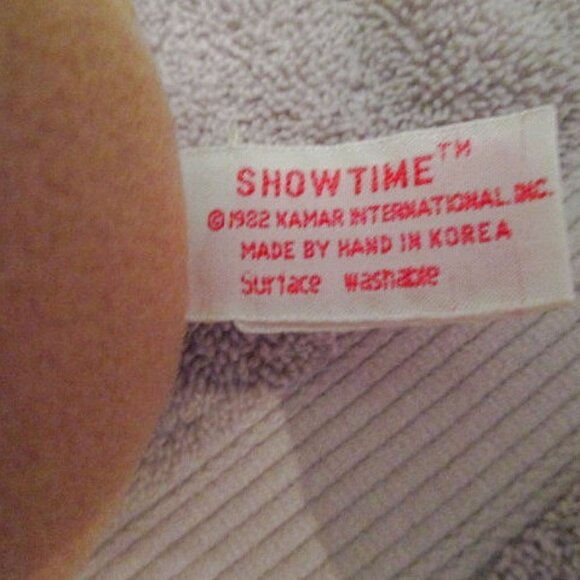 SHOWTIME™
©1982 KAMAR INTERNATIONAL, INC.
MADE BY HAND IN KOREA
Surface washable